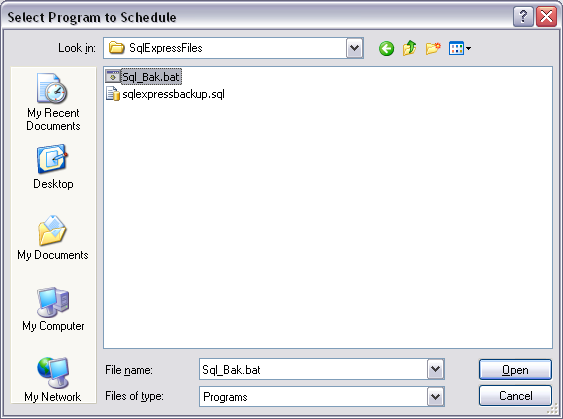 Select Program to Schedule
Look in: SqlExpressFiles
Sql_Bak.bat
sqlexpressbackup.sql
My Recent
Documents
Desktop
My Documents
My Computer
My Network
File name: Sql_Bak.bat Open
Files of type: Programs Cancel